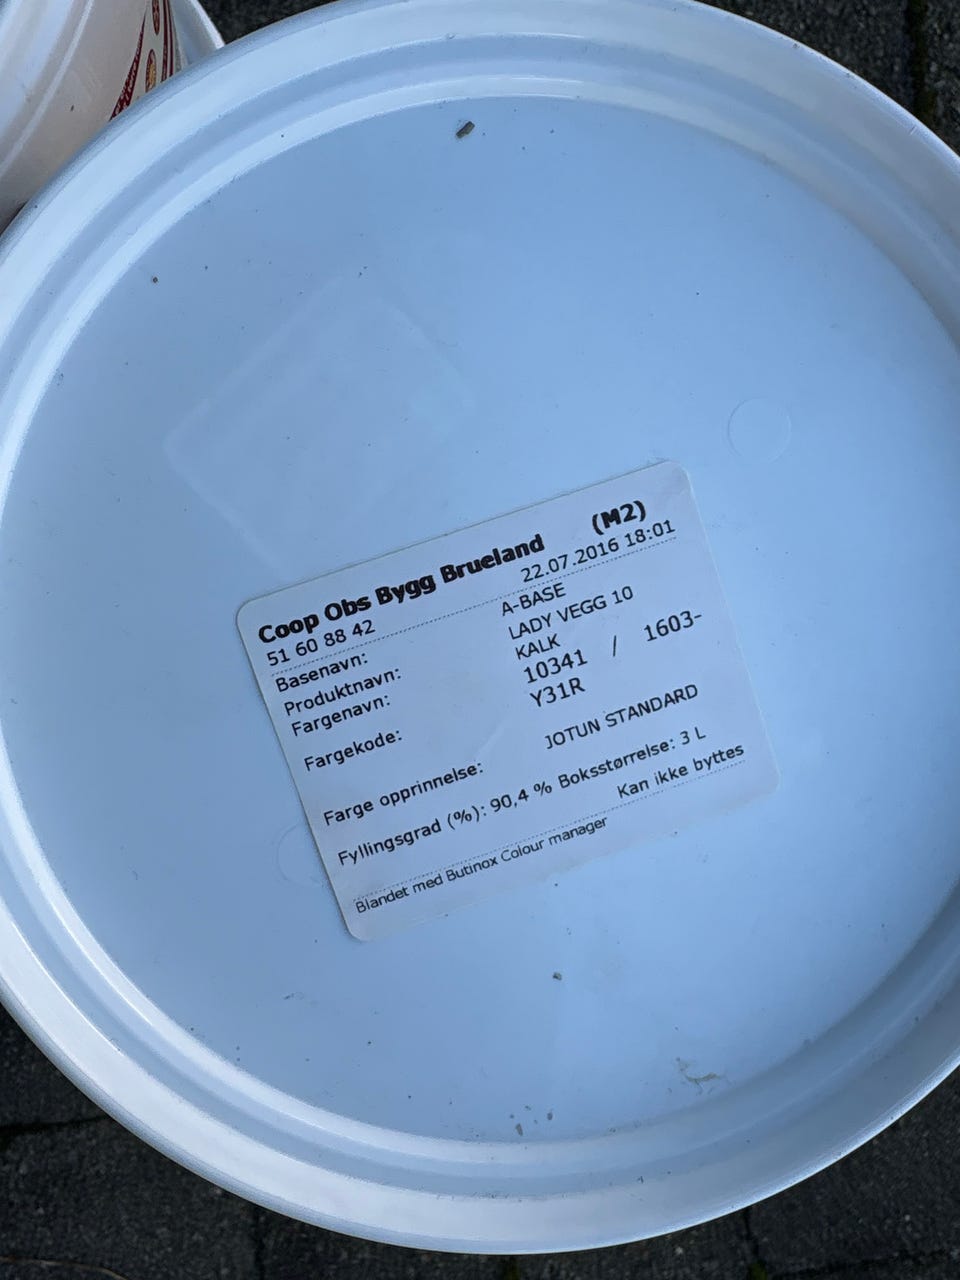 Coop Obs Bygg Brueland (M2)
51 60 88 42 22.07.2016 18:01
Basenavn: A-BASE
Produktnavn: LADY VEGG 10
Fargenavn: KALK
Fargekode: 10341 / 1603-
Y31R
Farge opprinnelse: JOTUN STANDARD
Fyllingsgrad (%): 90,4 % Boksstørrelse: 3 L
Kan ikke byttes
Blandet med Butinox Colour manager